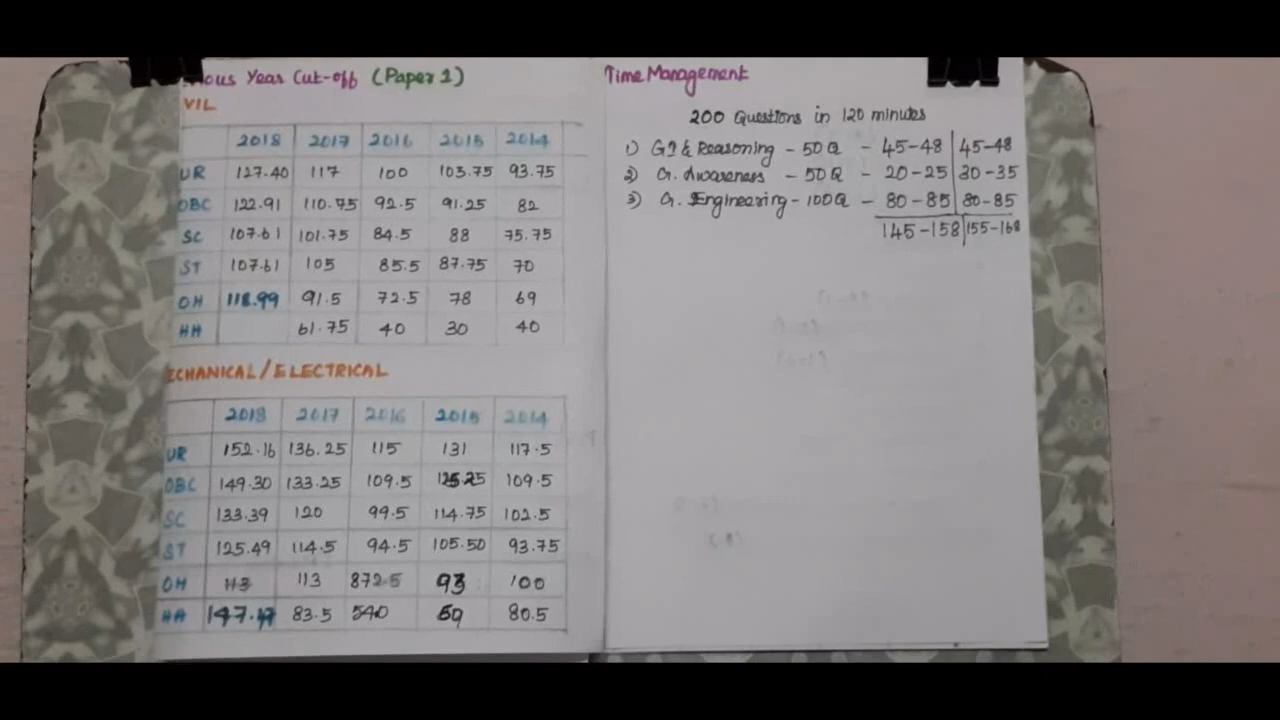 ious Year Cut-off (Paper 1)
VIL
2018 2017 2016 2015 2014
UR 127.40 117 100 103.75 93.75
OBC 122.91 110.75 92.5 91.25 82
SC 107.61 101.75 84.5 88 75.75
ST 107.61 105 85.5 87.75 70
OH 118.99 91.5 72.5 78 69
HH 61.75 40 30 40
ECHANICAL/ELECTRICAL
2018 2017 2016 2015 2014
UR 152.16 136.25 115 131 117.5
OBC 149.30 133.25 109.5 109.5
SC 133.39 120 99.5 114.75 102.5
ST 125.49 114.5 94.5 105.50 93.75
OH 113 113 872.5 93 100
HH 147.17 83.5 540 80.5
Time Management
200 Questions in 120 minutes
1) GI & Reasoning - 50Q - 45-48 45-48
2) G. Awareness - 50Q - 20-25 30-35
3) G. Engineering - 100Q - 80-85 80-85
145-158 155-168